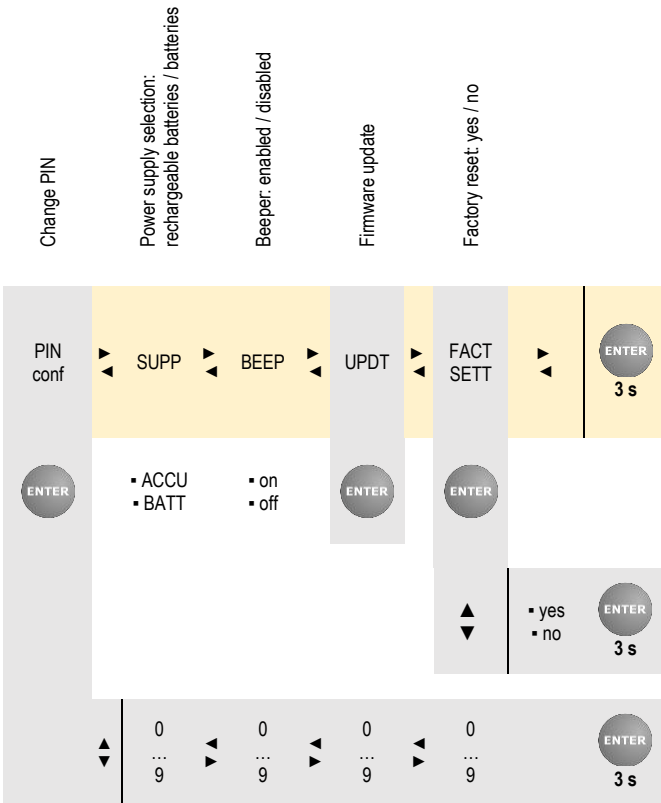 Change PIN
Power supply selection:
rechargeable batteries / batteries
Beeper: enabled / disabled
Firmware update
Factory reset: yes / no
PIN
conf
► ◄
SUPP
► ◄
BEEP
► ◄
UPDT
► ◄
FACT
SETT
► ◄
ENTER
3 s
ENTER
▪ ACCU
▪ BATT
▪ on
▪ off
ENTER
ENTER
▲ ▼
▪ yes
▪ no
ENTER
3 s
▲ ▼
0
…
9
◄ ►
0
…
9
◄ ►
0
…
9
◄ ►
0
…
9
ENTER
3 s